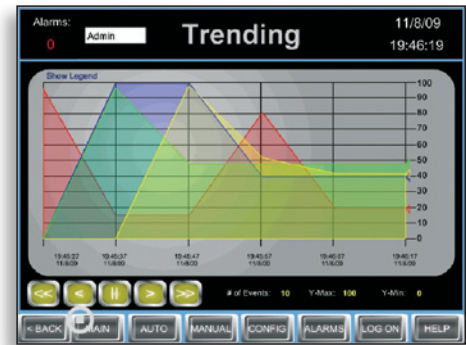 Alarms:
0
Admin
Trending
11/8/09
19:46:19
Show Legend
100
90
80
70
60
50
40
30
20
10
0
19:45:27 19:45:37 19:45:47 19:45:57 19:46:07 19:46:17
11/8/09 11/8/09 11/8/09 11/8/09 11/8/09 11/8/09
<< < || > >> # of Events: 10 Y-Max: 100 Y-Min: 0
< BACK MAIN AUTO MANUAL CONFIG ALARMS LOG ON HELP